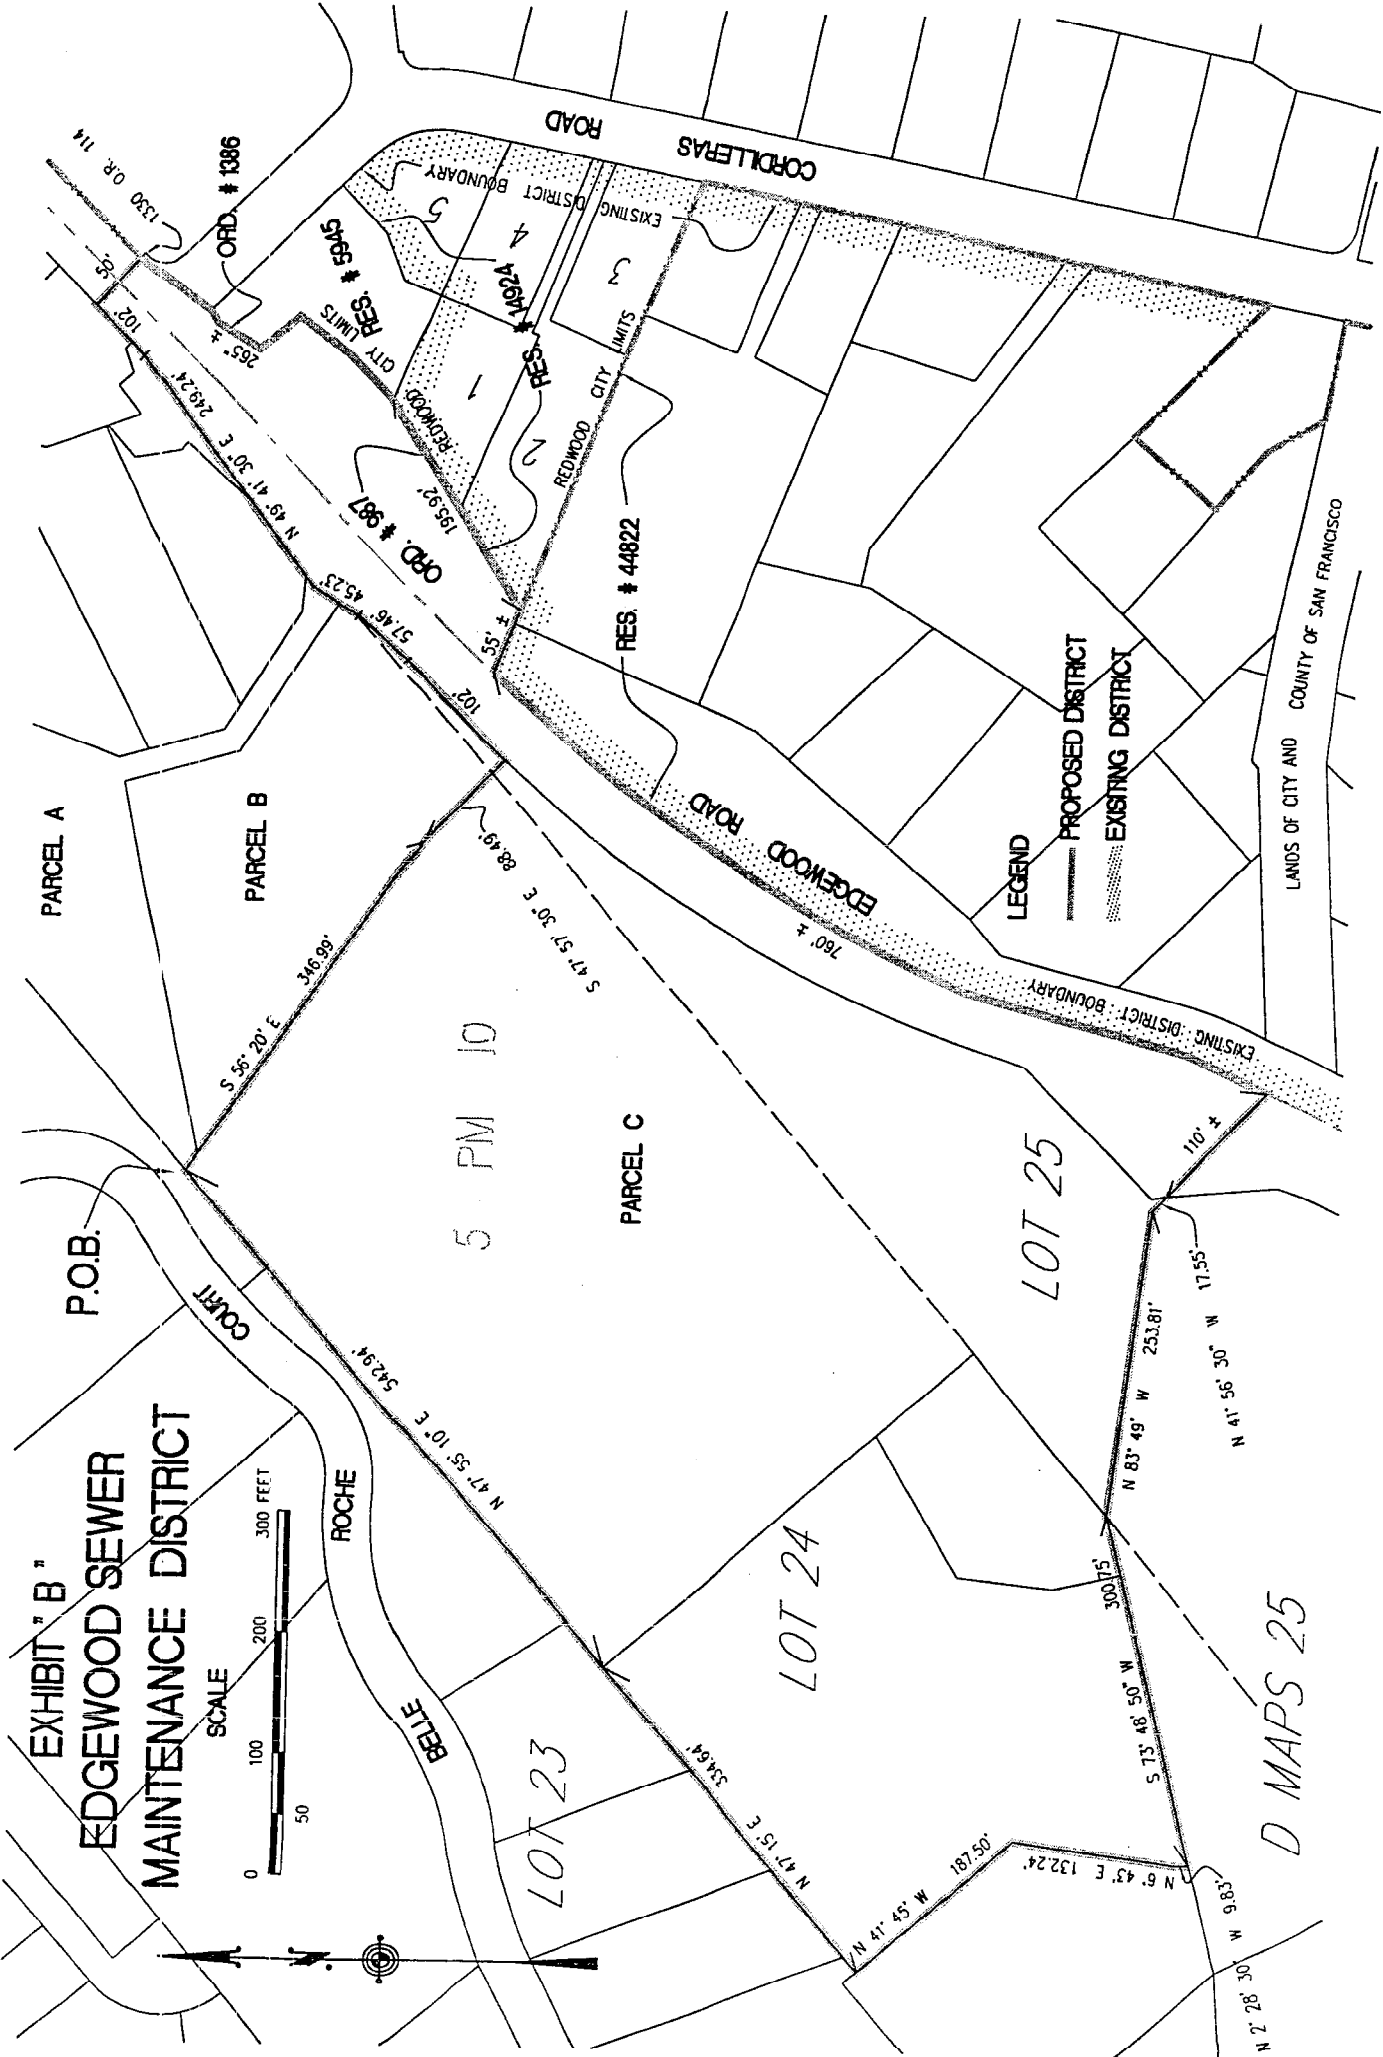 EXHIBIT "B"
EDGEWOOD SEWER
MAINTENANCE DISTRICT
SCALE
0
50
100
200
300 FEET
N
P.O.B.
COURT
ROCHE
BELLE
PARCEL A
PARCEL B
PARCEL C
5 PM 10
LOT 23
LOT 24
LOT 25
D MAPS 25
S 56° 20' E
346.99'
88.49'
S 47° 57' 30" E
N 47° 55' 10" E
542.94'
N 47° 15' E
334.64'
N 41° 45' W
187.50'
N 6° 43' E
132.24'
N 2° 28' 30" W
9.83'
S 73° 48' 50" W
300.75'
N 83° 49' W
253.81'
N 41° 56' 30" W
17.55'
110' ±
760' ±
55' ±
195.92'
265' ±
102'
57.46'
45.23'
N 49° 41' 30" E
249.24'
102'
1330 O.R. 114
ORD. # 1386
RES. # 5945
ORD. # 987
RES. # 14924
RES. # 44822
REDWOOD CITY LIMITS
REDWOOD CITY LIMITS
1
2
3
4
5
EXISTING DISTRICT BOUNDARY
EXISTING DISTRICT BOUNDARY
CORDILLERAS ROAD
EDGEWOOD ROAD
LEGEND
PROPOSED DISTRICT
EXISTING DISTRICT
LANDS OF CITY AND COUNTY OF SAN FRANCISCO